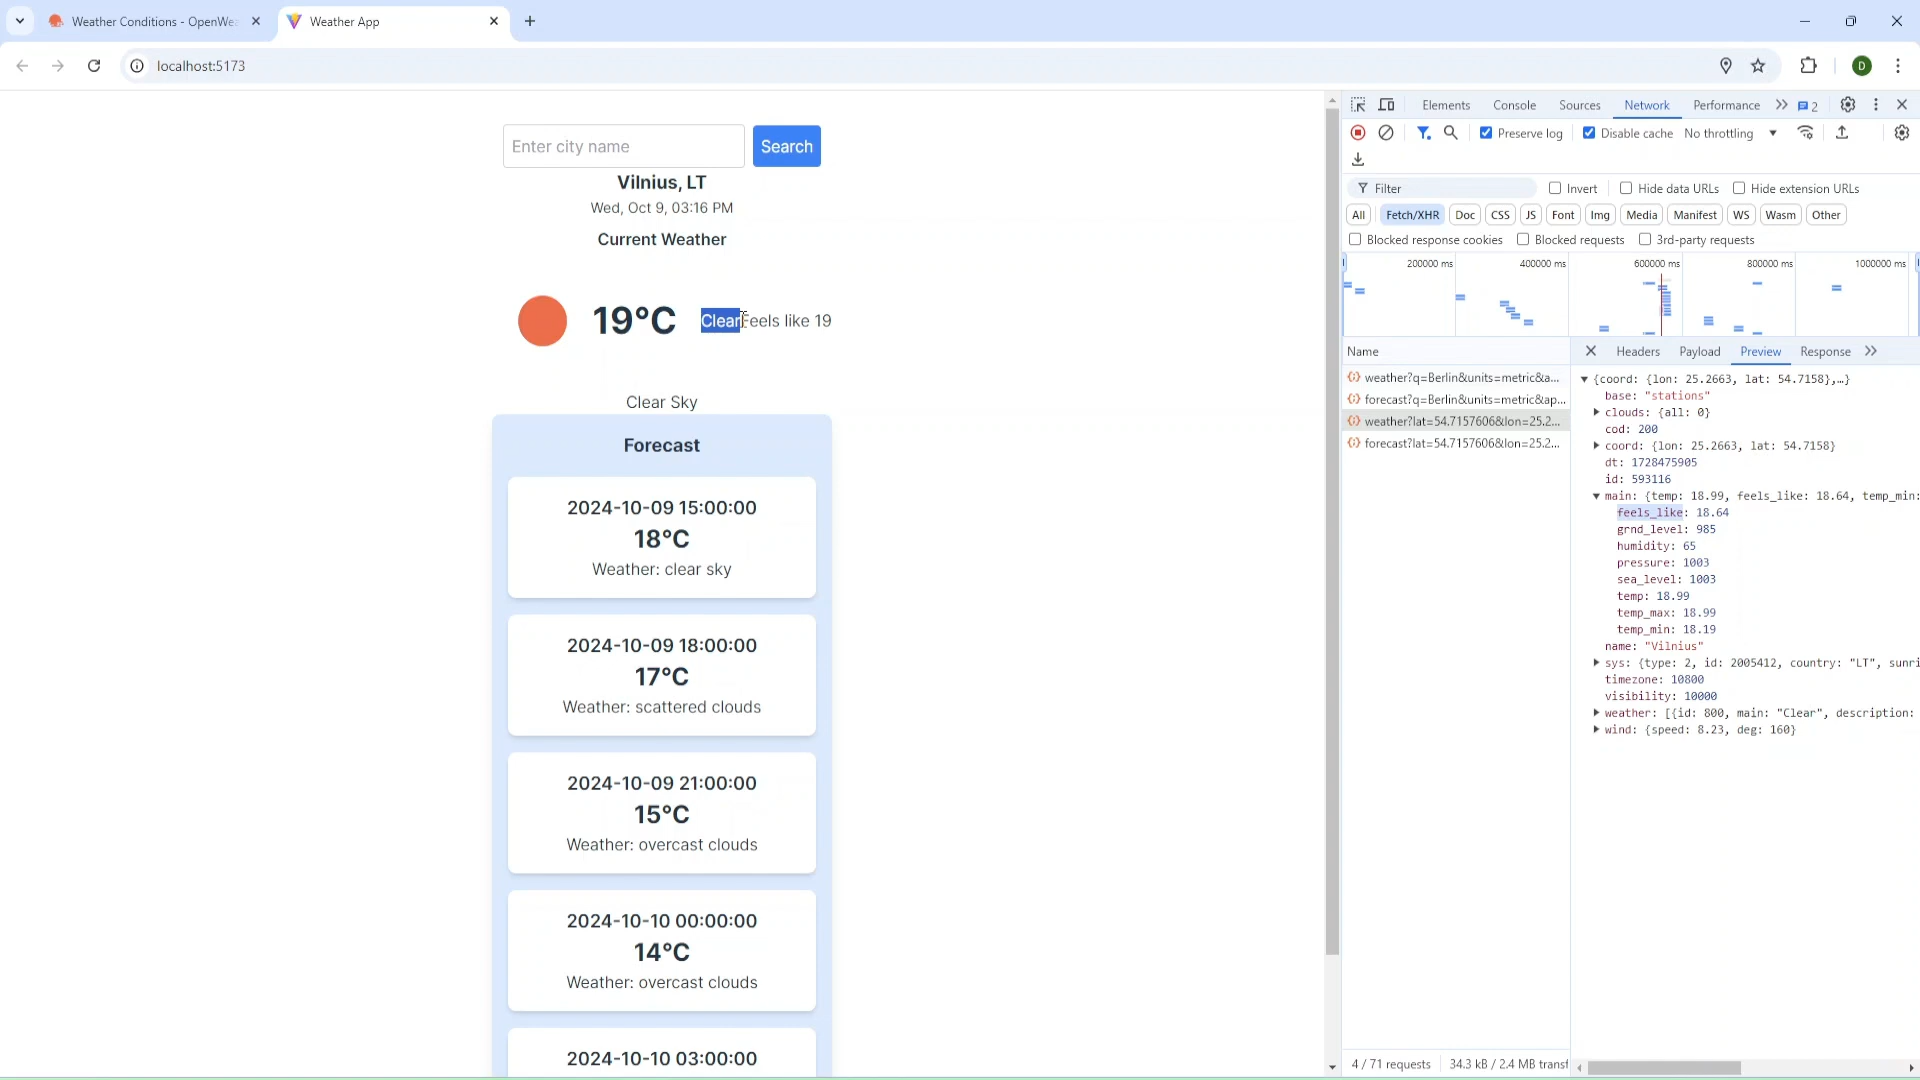 Weather Conditions - OpenWea
Weather App
localhost:5173
D
Enter city name
Search
Vilnius, LT
Wed, Oct 9, 03:16 PM
Current Weather
19°C
Clear
Feels like 19
Clear Sky
Forecast
2024-10-09 15:00:00
18°C
Weather: clear sky
2024-10-09 18:00:00
17°C
Weather: scattered clouds
2024-10-09 21:00:00
15°C
Weather: overcast clouds
2024-10-10 00:00:00
14°C
Weather: overcast clouds
2024-10-10 03:00:00
Elements Console Sources Network Performance 2
Preserve log Disable cache No throttling
Filter Invert Hide data URLs Hide extension URLs
All Fetch/XHR Doc CSS JS Font Img Media Manifest WS Wasm Other
Blocked response cookies Blocked requests 3rd-party requests
200000 ms 400000 ms 600000 ms 800000 ms 1000000 ms
Name
weather?q=Berlin&units=metric&a...
forecast?q=Berlin&units=metric&ap...
weather?lat=54.7157606&lon=25.2...
forecast?lat=54.7157606&lon=25.2...
4 / 71 requests 34.3 kB / 2.4 MB transf
Headers Payload Preview Response
{coord: {lon: 25.2663, lat: 54.7158},…}
base: "stations"
clouds: {all: 0}
cod: 200
coord: {lon: 25.2663, lat: 54.7158}
dt: 1728475905
id: 593116
main: {temp: 18.99, feels_like: 18.64, temp_min:
feels_like: 18.64
grnd_level: 985
humidity: 65
pressure: 1003
sea_level: 1003
temp: 18.99
temp_max: 18.99
temp_min: 18.19
name: "Vilnius"
sys: {type: 2, id: 2005412, country: "LT", sunri
timezone: 10800
visibility: 10000
weather: [{id: 800, main: "Clear", description:
wind: {speed: 8.23, deg: 160}